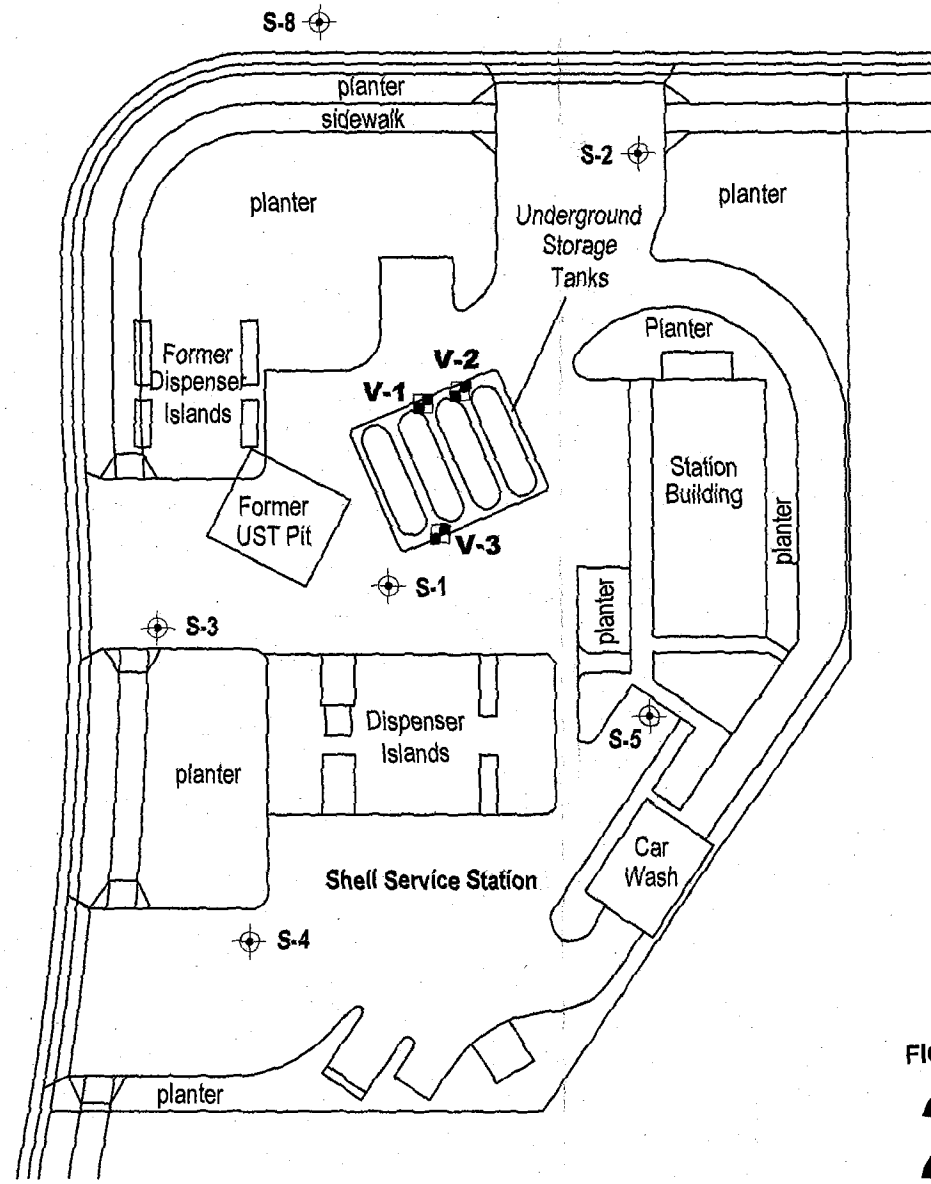 S-8
planter
sidewalk
S-2
planter
planter
Underground
Storage
Tanks
Planter
Former
Dispenser
Islands
V-2
V-1
Station
Building
Former
UST Pit
V-3
planter
S-1
planter
S-3
Dispenser
Islands
S-5
planter
Car
Wash
Shell Service Station
S-4
planter